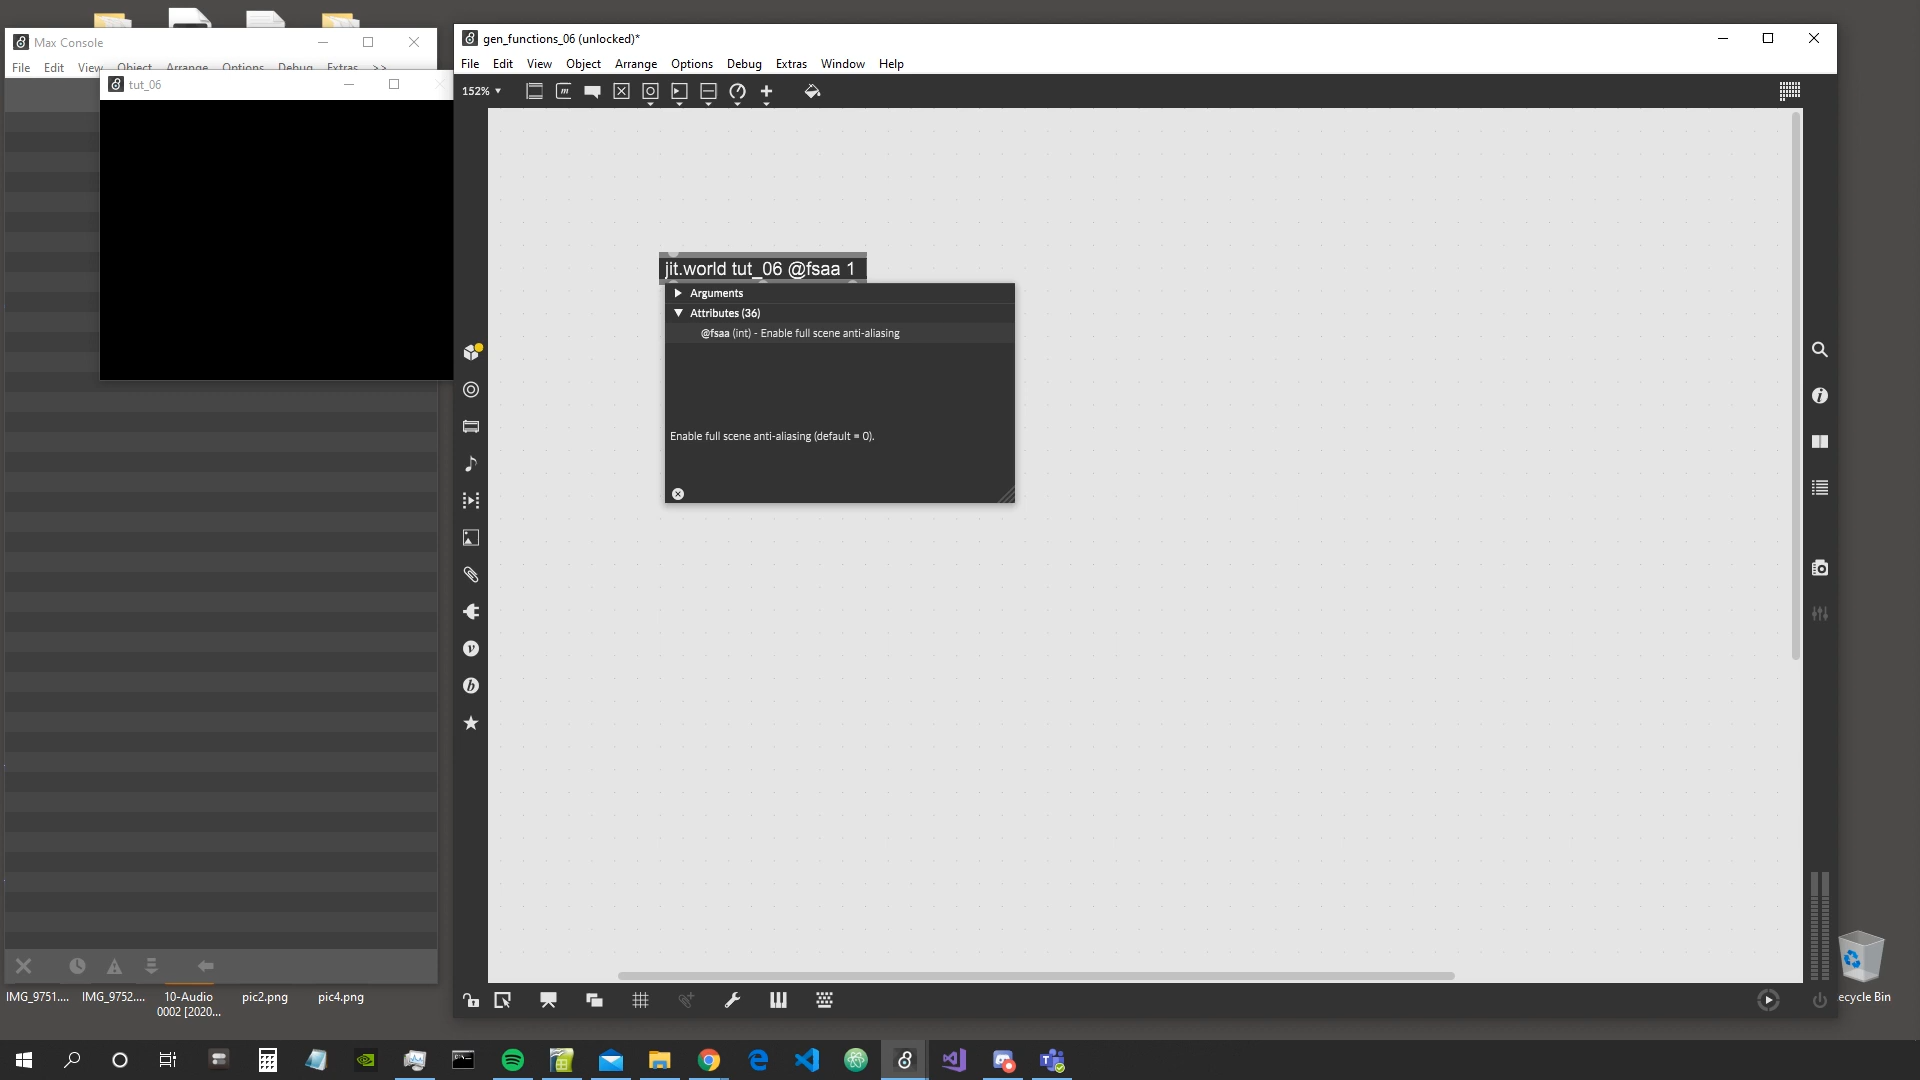 Max Console
File Edit View Object Arrange Options Debug Extras >>
tut_06
gen_functions_06 (unlocked)*
File Edit View Object Arrange Options Debug Extras Window Help
152%
jit.world tut_06 @fsaa 1
Arguments
Attributes (36)
@fsaa (int) - Enable full scene anti-aliasing
Enable full scene anti-aliasing (default = 0).
IMG_9751.... IMG_9752.... 10-Audio 0002 [2020... pic2.png pic4.png
ecycle Bin